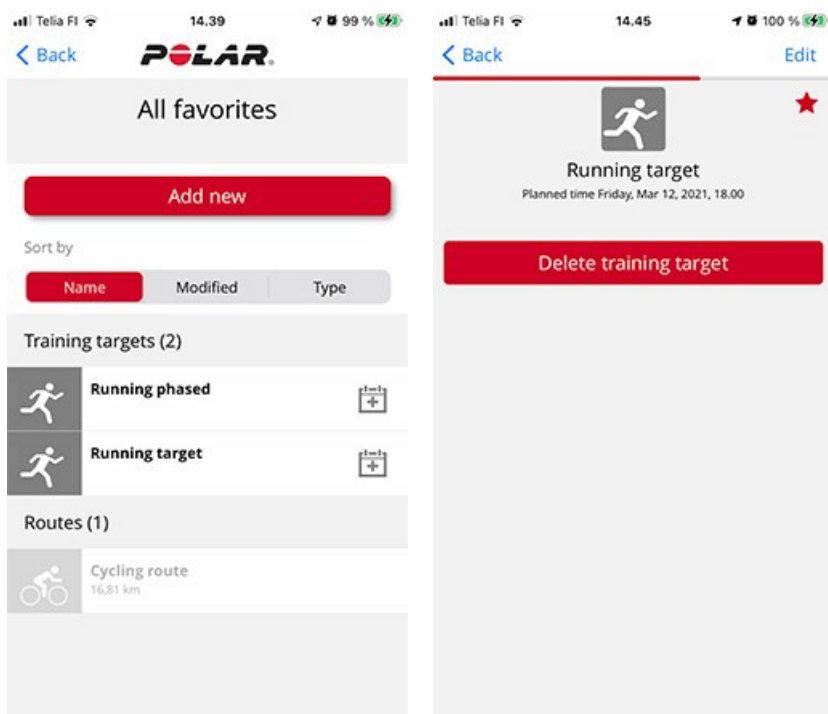 Telia FI 14.39 99 %
Back POLAR.
All favorites
Add new
Sort by
Name Modified Type
Training targets (2)
Running phased
Running target
Routes (1)
Cycling route
16,81 km
Telia FI 14.45 100 %
Back Edit
Running target
Planned time Friday, Mar 12, 2021, 18.00
Delete training target